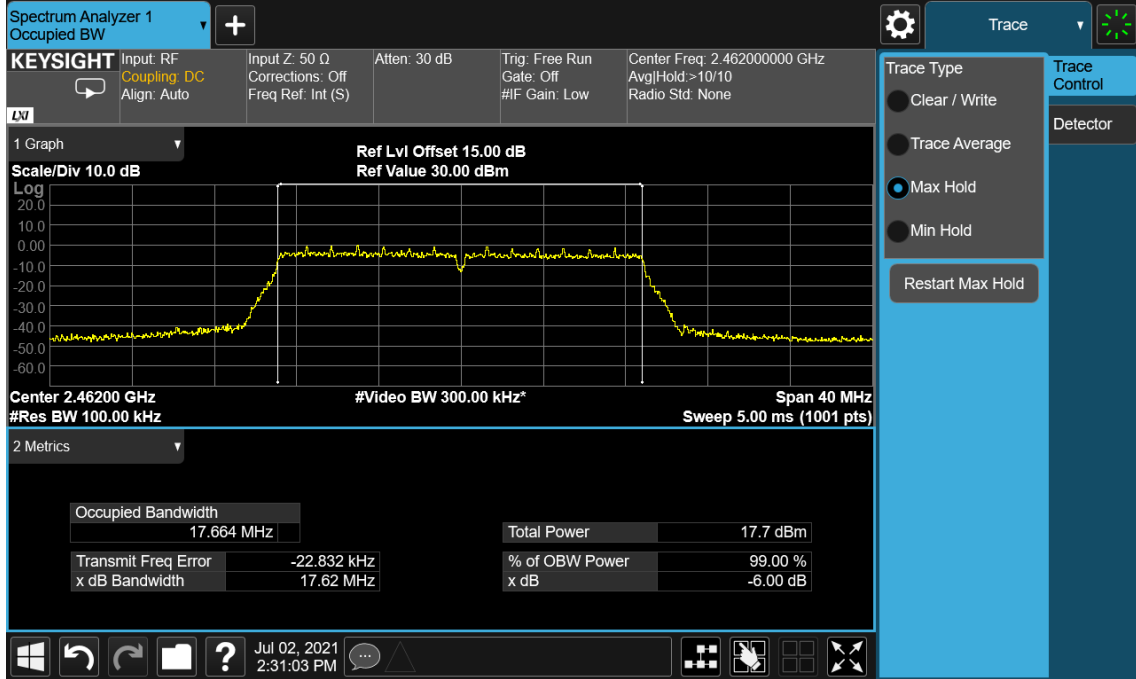 Spectrum Analyzer 1
Occupied BW
Trace
KEYSIGHT
LXI
Input: RF
Coupling: DC
Align: Auto
Input Z: 50 Ω
Corrections: Off
Freq Ref: Int (S)
Atten: 30 dB
Trig: Free Run
Gate: Off
#IF Gain: Low
Center Freq: 2.462000000 GHz
Avg|Hold:>10/10
Radio Std: None
Trace Type
Clear / Write
Trace Average
Max Hold
Min Hold
Restart Max Hold
Trace
Control
Detector
1 Graph
Scale/Div 10.0 dB
Ref Lvl Offset 15.00 dB
Ref Value 30.00 dBm
Log
20.0
10.0
0.00
-10.0
-20.0
-30.0
-40.0
-50.0
-60.0
Center 2.46200 GHz
#Video BW 300.00 kHz*
Span 40 MHz
#Res BW 100.00 kHz
Sweep 5.00 ms (1001 pts)
2 Metrics
Occupied Bandwidth
17.664 MHz
Total Power 17.7 dBm
Transmit Freq Error -22.832 kHz
% of OBW Power 99.00 %
x dB Bandwidth 17.62 MHz
x dB -6.00 dB
?
Jul 02, 2021
2:31:03 PM